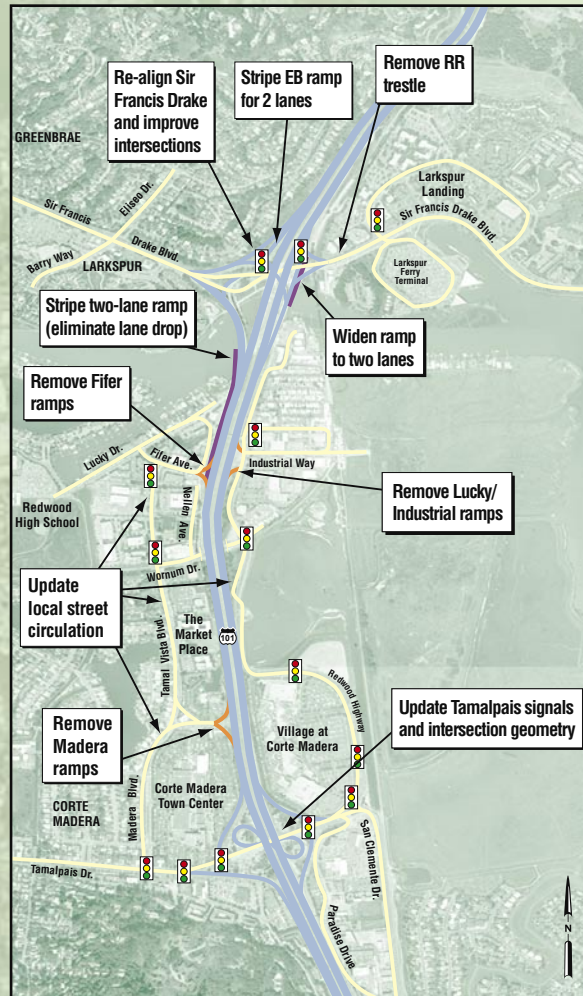 Re-align Sir
Francis Drake
and improve
intersections
Stripe EB ramp
for 2 lanes
Remove RR
trestle
GREENBRAE
Eliseo Dr.
Larkspur
Landing
Sir Francis
Drake Blvd.
Sir Francis Drake Blvd.
Barry Way
LARKSPUR
Larkspur
Ferry
Terminal
Stripe two-lane ramp
(eliminate lane drop)
Widen ramp
to two lanes
Remove Fifer
ramps
Lucky Dr.
Fifer Ave.
Industrial Way
Nellen Ave.
Redwood
High School
Remove Lucky/
Industrial ramps
Wornum Dr.
Update
local street
circulation
The
Market
Place
101
Tamal Vista Blvd.
Redwood Highway
Update Tamalpais signals
and intersection geometry
Remove
Madera
ramps
Village at
Corte Madera
Corte Madera
Town Center
Madera Blvd.
CORTE
MADERA
San Clemente Dr.
Tamalpais Dr.
Paradise Drive
N